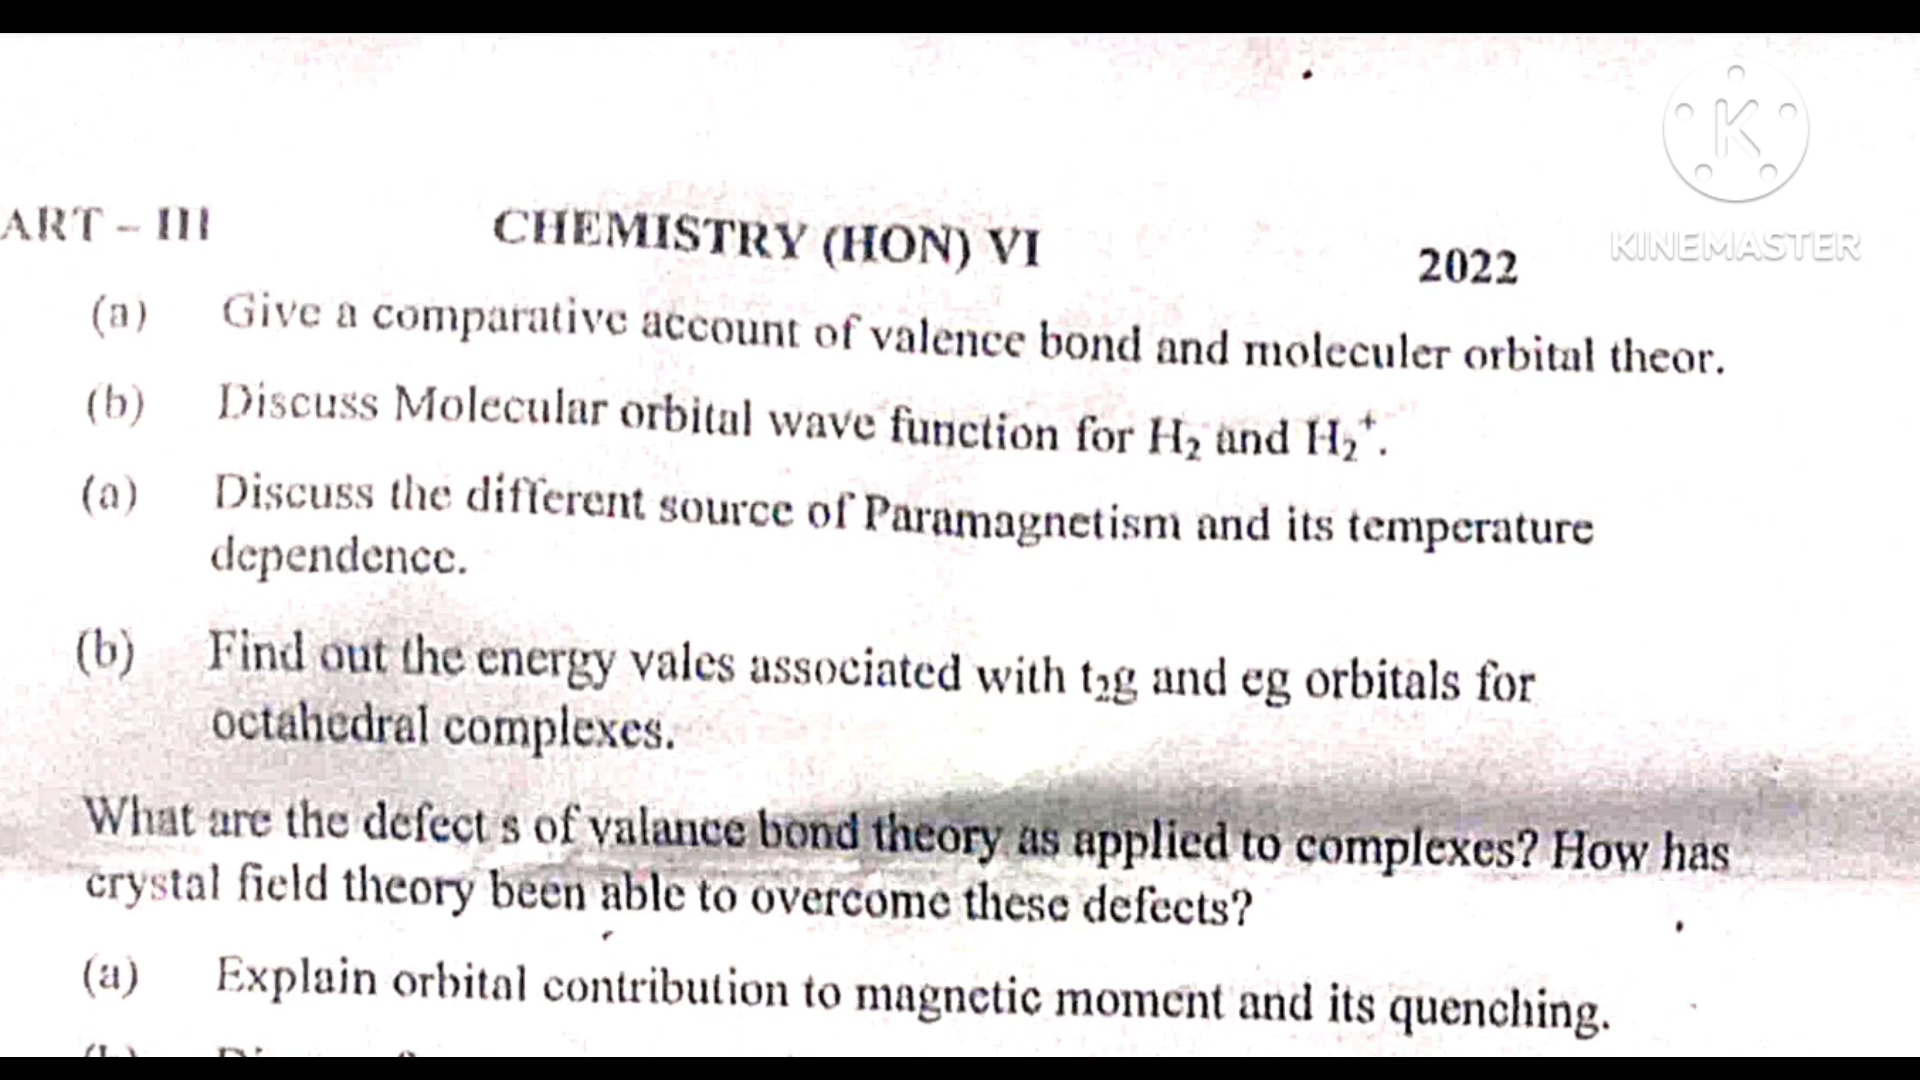 ART – III CHEMISTRY (HON) VI 2022
KINEMASTER
(a) Give a comparative account of valence bond and moleculer orbital theor.
(b) Discuss Molecular orbital wave function for H₂ and H₂⁺.
(a) Discuss the different source of Paramagnetism and its temperature
dependence.
(b) Find out the energy vales associated with t₂g and eg orbitals for
octahedral complexes.
What are the defect s of valance bond theory as applied to complexes? How has
crystal field theory been able to overcome these defects?
(a) Explain orbital contribution to magnetic moment and its quenching.